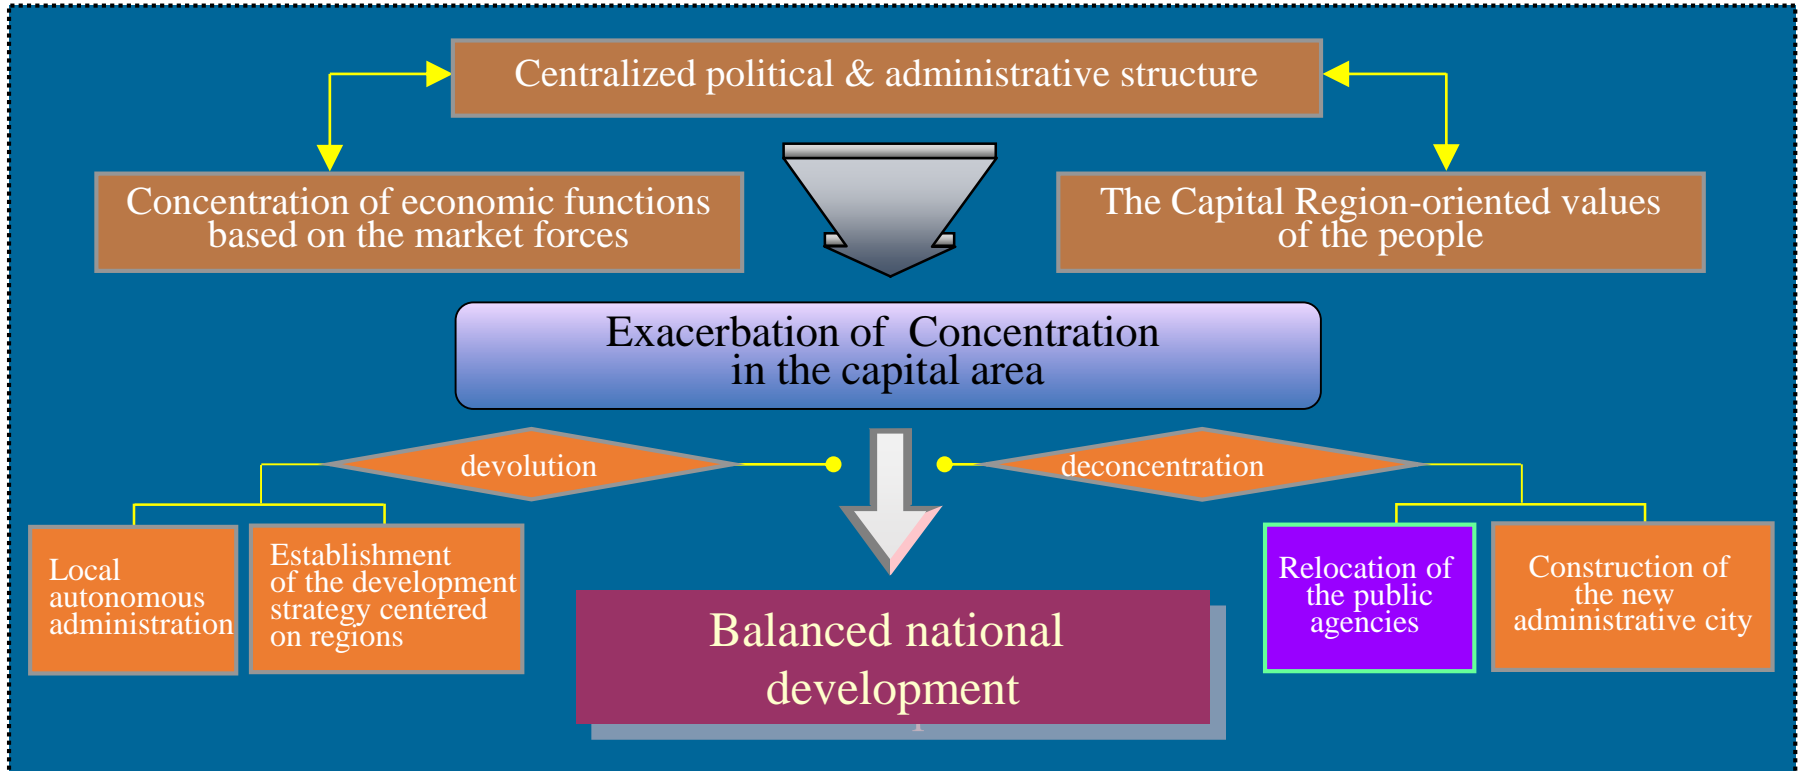 Centralized political & administrative structure
Concentration of economic functions
based on the market forces
The Capital Region-oriented values
of the people
Exacerbation of Concentration
in the capital area
devolution
deconcentration
Local
autonomous
administration
Establishment
of the development
strategy centered
on regions
Relocation of
the public
agencies
Construction of
the new
administrative city
Balanced national
development